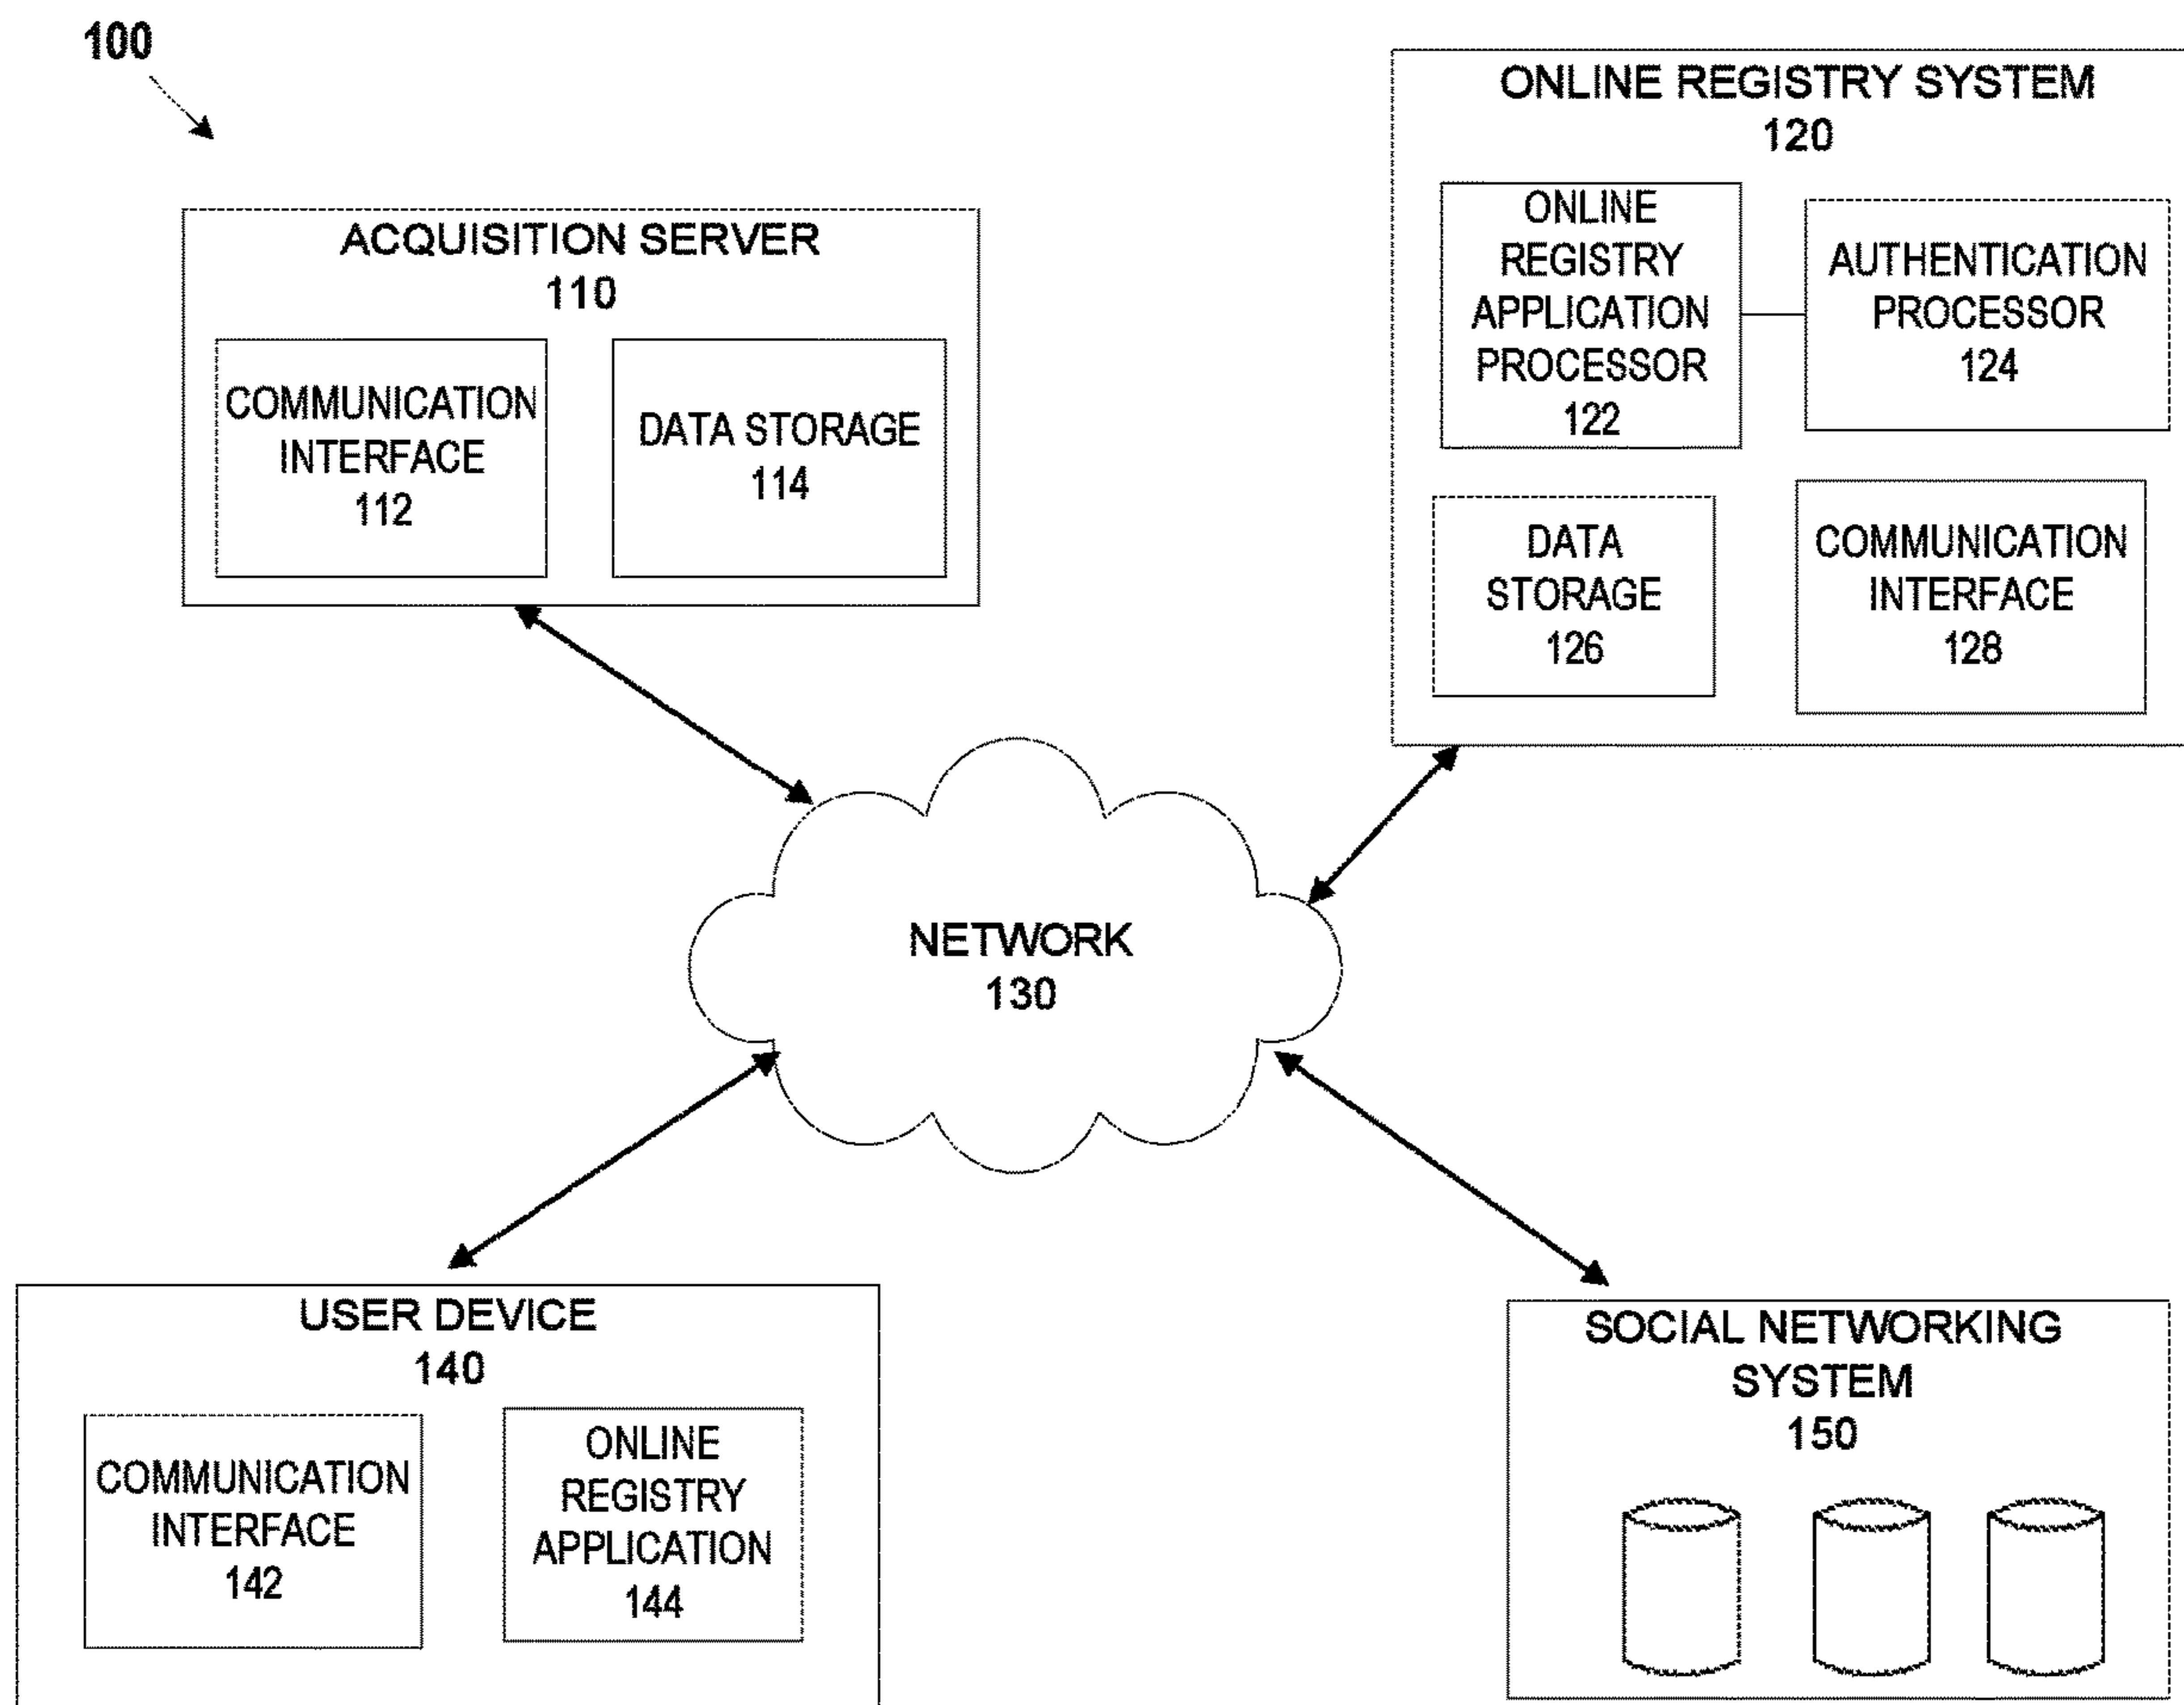 100
ACQUISITION SERVER
110
COMMUNICATION
INTERFACE
112
DATA STORAGE
114
ONLINE REGISTRY SYSTEM
120
ONLINE
REGISTRY
APPLICATION
PROCESSOR
122
AUTHENTICATION
PROCESSOR
124
DATA
STORAGE
126
COMMUNICATION
INTERFACE
128
NETWORK
130
USER DEVICE
140
COMMUNICATION
INTERFACE
142
ONLINE
REGISTRY
APPLICATION
144
SOCIAL NETWORKING
SYSTEM
150